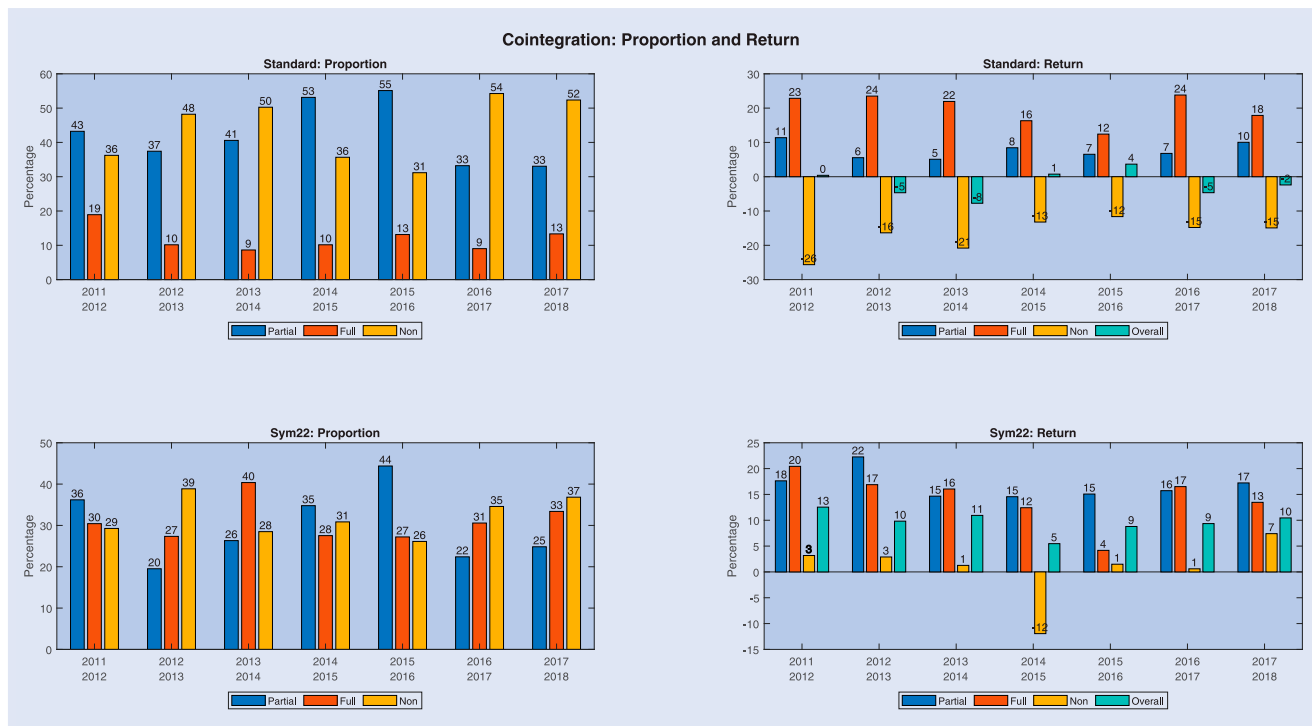 Cointegration: Proportion and Return
Standard: Proportion
Percentage
60
50
40
30
20
10
0
43 19 36 37 10 48 41 9 50 53 10 36 55 13 31 33 9 54 33 13 52
2011 2012 2013 2014 2015 2016 2017
2012 2013 2014 2015 2016 2017 2018
Partial Full Non
Standard: Return
Percentage
30
20
10
0
-10
-20
-30
11 23 -26 0 6 24 -16 -5 5 22 -21 -8 8 16 -13 1 7 12 -12 4 7 24 -15 -5 10 18 -15 -2
2011 2012 2013 2014 2015 2016 2017
2012 2013 2014 2015 2016 2017 2018
Partial Full Non Overall
Sym22: Proportion
Percentage
50
40
30
20
10
0
36 30 29 20 27 39 26 40 28 35 28 31 44 27 26 22 31 35 25 33 37
2011 2012 2013 2014 2015 2016 2017
2012 2013 2014 2015 2016 2017 2018
Partial Full Non
Sym22: Return
Percentage
25
20
15
10
5
0
-5
-10
-15
18 20 3 13 22 17 3 10 15 16 1 11 15 12 -12 5 15 4 1 9 16 17 1 9 17 13 7 10
2011 2012 2013 2014 2015 2016 2017
2012 2013 2014 2015 2016 2017 2018
Partial Full Non Overall